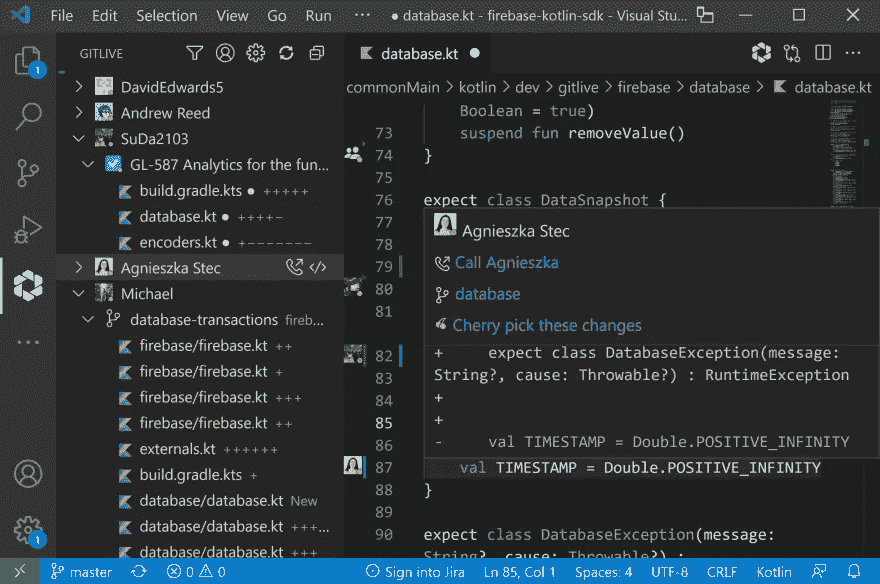 File Edit Selection View Go Run ··· ● database.kt - firebase-kotlin-sdk - Visual Stu...
GITLIVE
database.kt ●
1
DavidEdwards5
commonMain > kotlin > dev > gitlive > firebase > database > database.kt
Andrew Reed
SuDa2103
GL-587 Analytics for the fun...
build.gradle.kts ● +++++
database.kt ● ++++-
encoders.kt ● +-------
Agnieszka Stec
Michael
database-transactions fireb...
firebase/firebase.kt ++
firebase/firebase.kt +
firebase/firebase.kt +++
firebase/firebase.kt ++
externals.kt ++++++
build.gradle.kts +
database/database.kt New
database/database.kt +++...
database/database.kt +++
1
Boolean = true)
73 suspend fun removeValue()
74 }
75
76 expect class DataSnapshot {
77
78
79
80
81
82
83
84
85
86
Agnieszka Stec
Call Agnieszka
database
Cherry pick these changes
+ expect class DatabaseException(message:
String?, cause: Throwable?) : RuntimeException
+
+
- val TIMESTAMP = Double.POSITIVE_INFINITY
87 val TIMESTAMP = Double.POSITIVE_INFINITY
88 }
89
90 expect class DatabaseException(message:
String?, cause: Throwable?) :
master 0 0 Sign into Jira Ln 85, Col 1 Spaces: 4 UTF-8 CRLF Kotlin